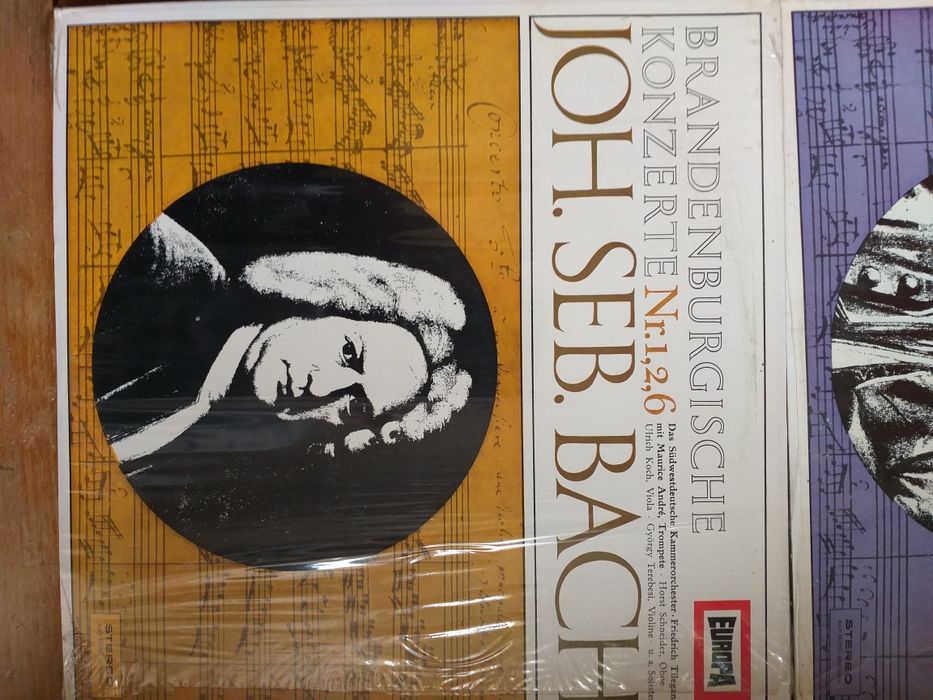 BRANDENBURGISCHE
KONZERTE Nr. 1, 2, 6
Das Südwestdeutsche Kammerorchester · Friedrich Tilegant
mit Maurice André, Trompete · Horst Schneider, Oboe
Ulrich Koch, Viola · György Terebesi, Violine · u. a. Solisten
EUROPA
JOH. SEB. BACH
Concerto
STEREO
STEREO